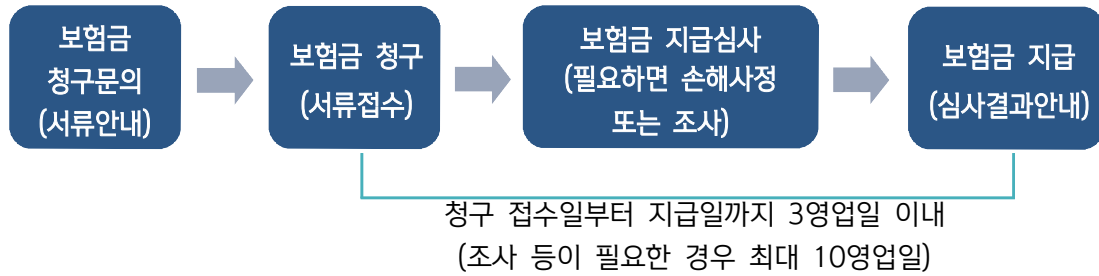 보험금
청구문의
(서류안내)
보험금 청구
(서류접수)
보험금 지급심사
(필요하면 손해사정
또는 조사)
보험금 지급
(심사결과안내)
청구 접수일부터 지급일까지 3영업일 이내
(조사 등이 필요한 경우 최대 10영업일)